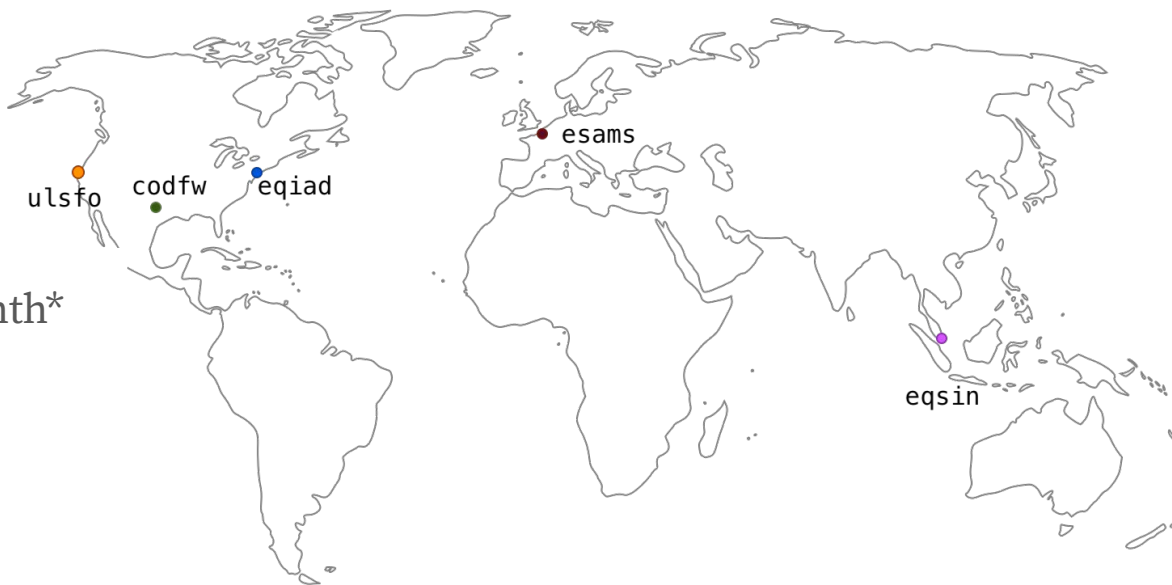 esams
codfw
eqiad
ulsfo
nth*
eqsin